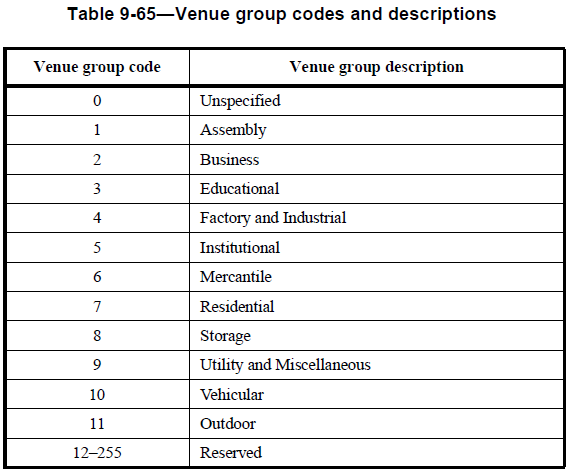 Table 9-65—Venue group codes and descriptions
Venue group code Venue group description
0 Unspecified
1 Assembly
2 Business
3 Educational
4 Factory and Industrial
5 Institutional
6 Mercantile
7 Residential
8 Storage
9 Utility and Miscellaneous
10 Vehicular
11 Outdoor
12–255 Reserved